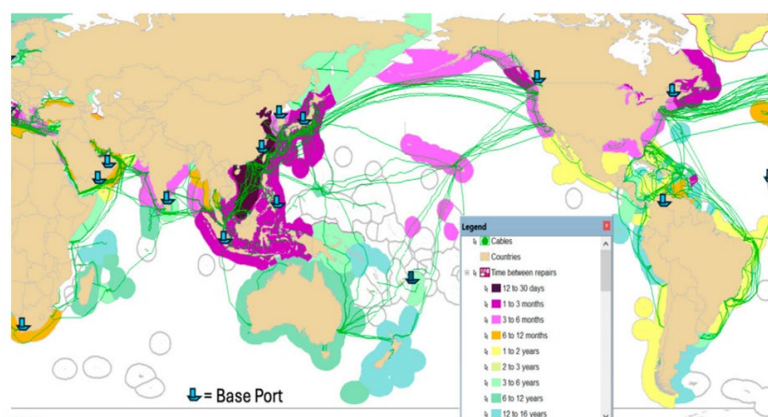 Legend
Cables
Countries
Time between repairs
12 to 30 days
1 to 3 months
3 to 6 months
6 to 12 months
1 to 2 years
2 to 3 years
3 to 6 years
6 to 12 years
12 to 16 years
= Base Port